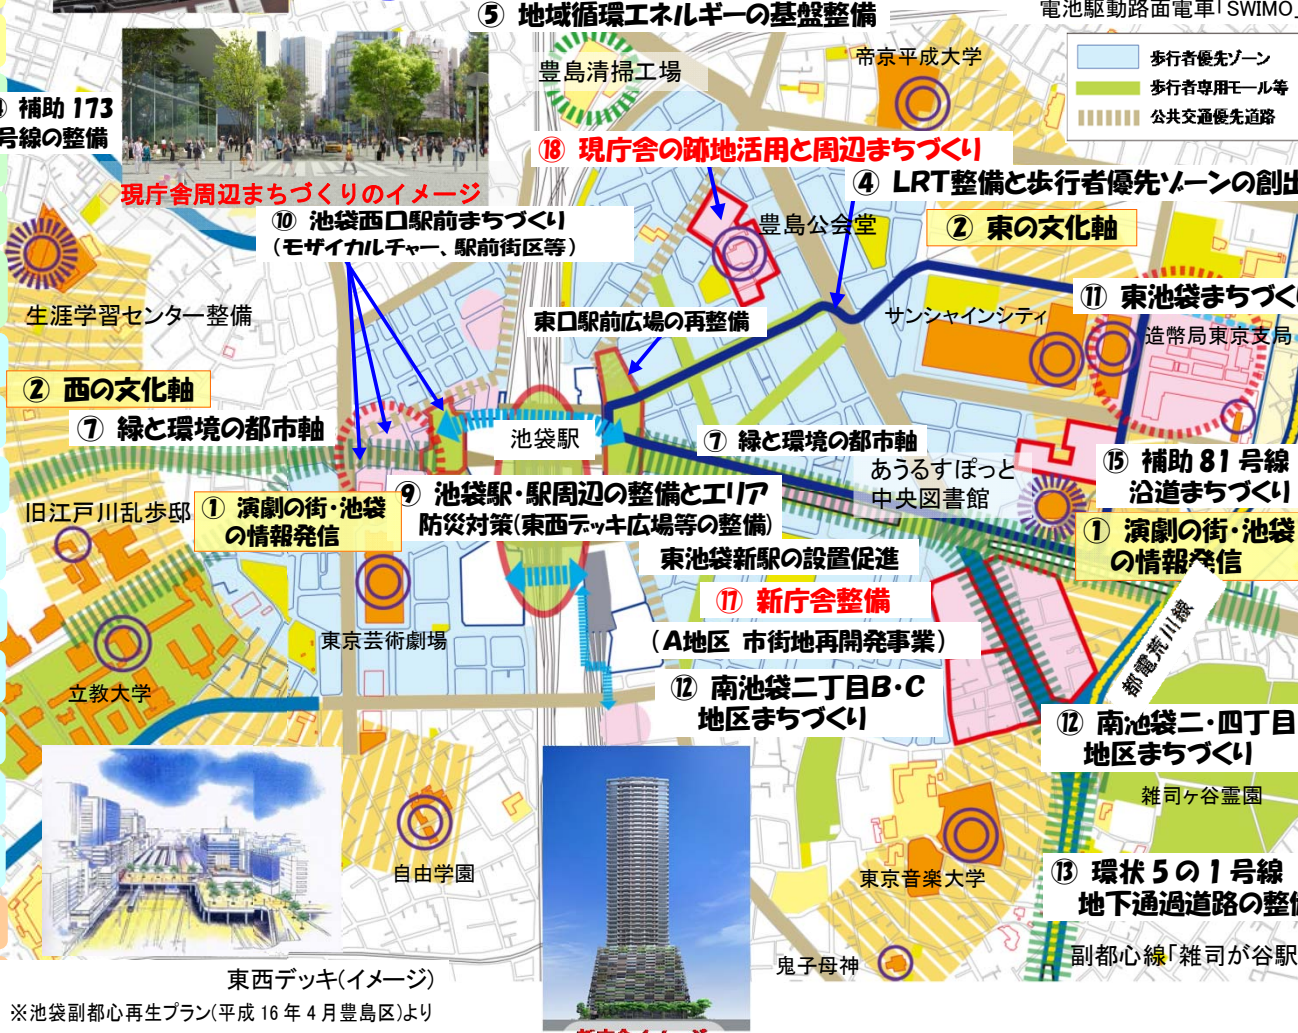 ⑤ 地域循環エネルギーの基盤整備
電池駆動路面電車「SWIMO」
歩行者優先ゾーン
歩行者専用モール等
公共交通優先道路
帝京平成大学
豊島清掃工場
補助 173
号線の整備
⑱ 現庁舎の跡地活用と周辺まちづくり
現庁舎周辺まちづくりのイメージ
④ LRT整備と歩行者優先ゾーンの創出
⑩ 池袋西口駅前まちづくり
(モザイカルチャー、駅前街区等)
豊島公会堂
② 東の文化軸
生涯学習センター整備
東口駅前広場の再整備
サンシャインシティ
⑪ 東池袋まちづく
造幣局東京支局
② 西の文化軸
⑦ 緑と環境の都市軸
池袋駅
⑦ 緑と環境の都市軸
あうるすぽっと
中央図書館
⑮ 補助 81 号線
沿道まちづくり
旧江戸川乱歩邸
① 演劇の街・池袋
の情報発信
⑨ 池袋駅・駅周辺の整備とエリア
防災対策(東西デッキ広場等の整備)
① 演劇の街・池袋
の情報発信
東池袋新駅の設置促進
⑰ 新庁舎整備
(A地区 市街地再開発事業)
東京芸術劇場
都電荒川線
立教大学
⑫ 南池袋二丁目B・C
地区まちづくり
⑫ 南池袋二・四丁目
地区まちづくり
雑司ヶ谷霊園
自由学園
東京音楽大学
⑬ 環状 5 の 1 号線
地下通過道路の整備
鬼子母神
副都心線「雑司が谷駅
東西デッキ(イメージ)
※池袋副都心再生プラン(平成 16 年 4 月豊島区)より